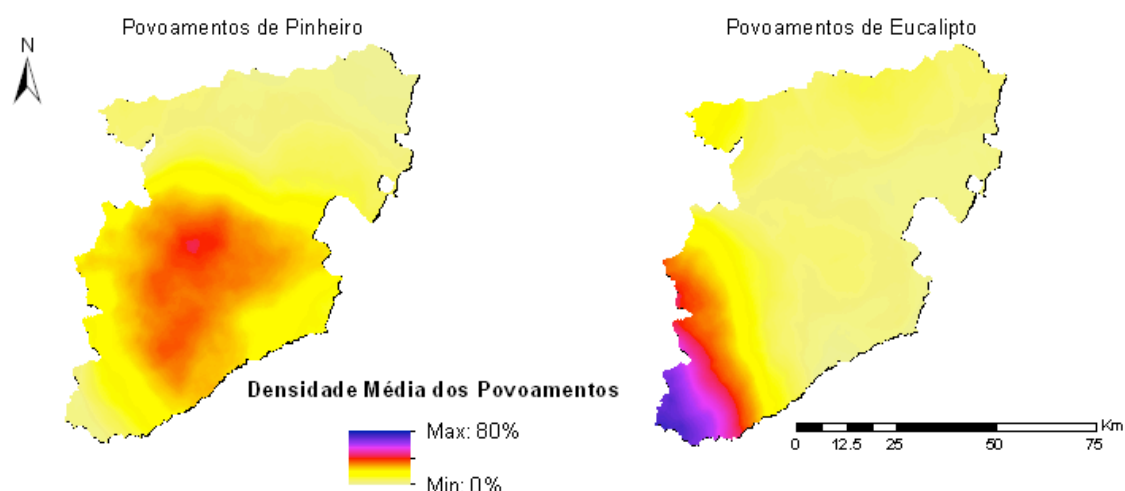 Povoamentos de Pinheiro
Povoamentos de Eucalipto
N
Densidade Média dos Povoamentos
Max: 80%
Min: 0%
Km
0 12.5 25 50 75